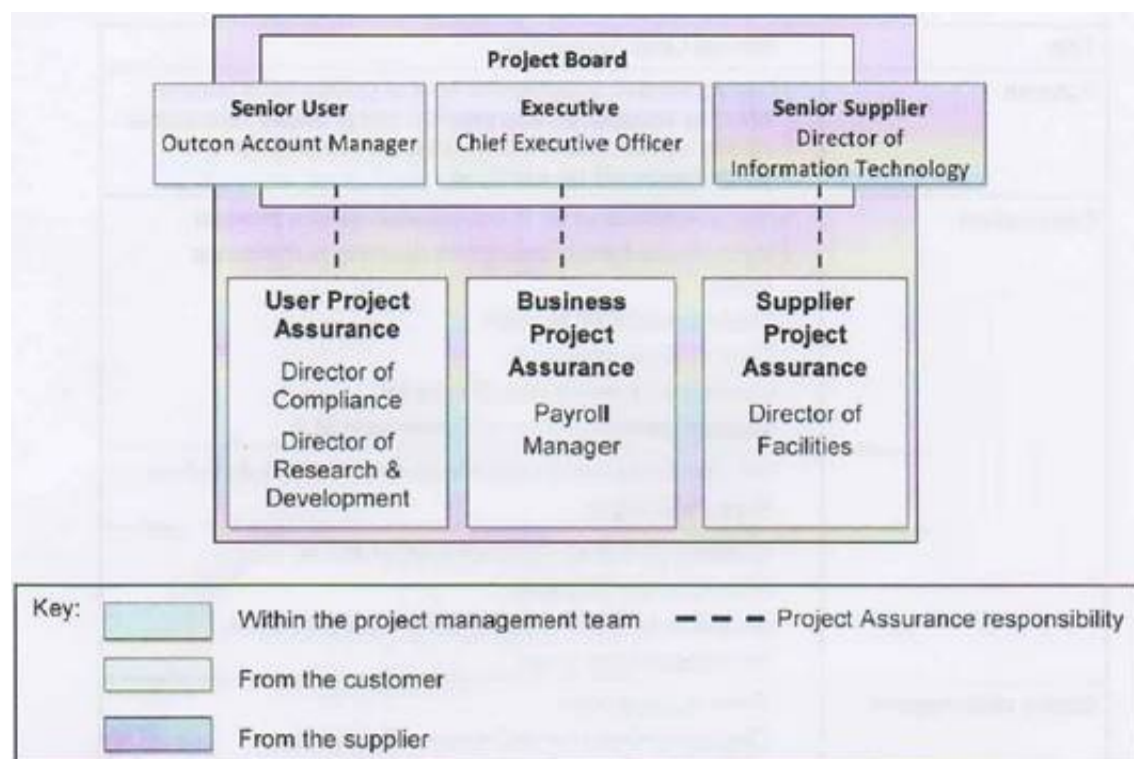 Project Board
Senior User
Outcon Account Manager
Executive
Chief Executive Officer
Senior Supplier
Director of
Information Technology
User Project
Assurance
Director of
Compliance
Director of
Research &
Development
Business
Project
Assurance
Payroll
Manager
Supplier
Project
Assurance
Director of
Facilities
Key:
Within the project management team
Project Assurance responsibility
From the customer
From the supplier